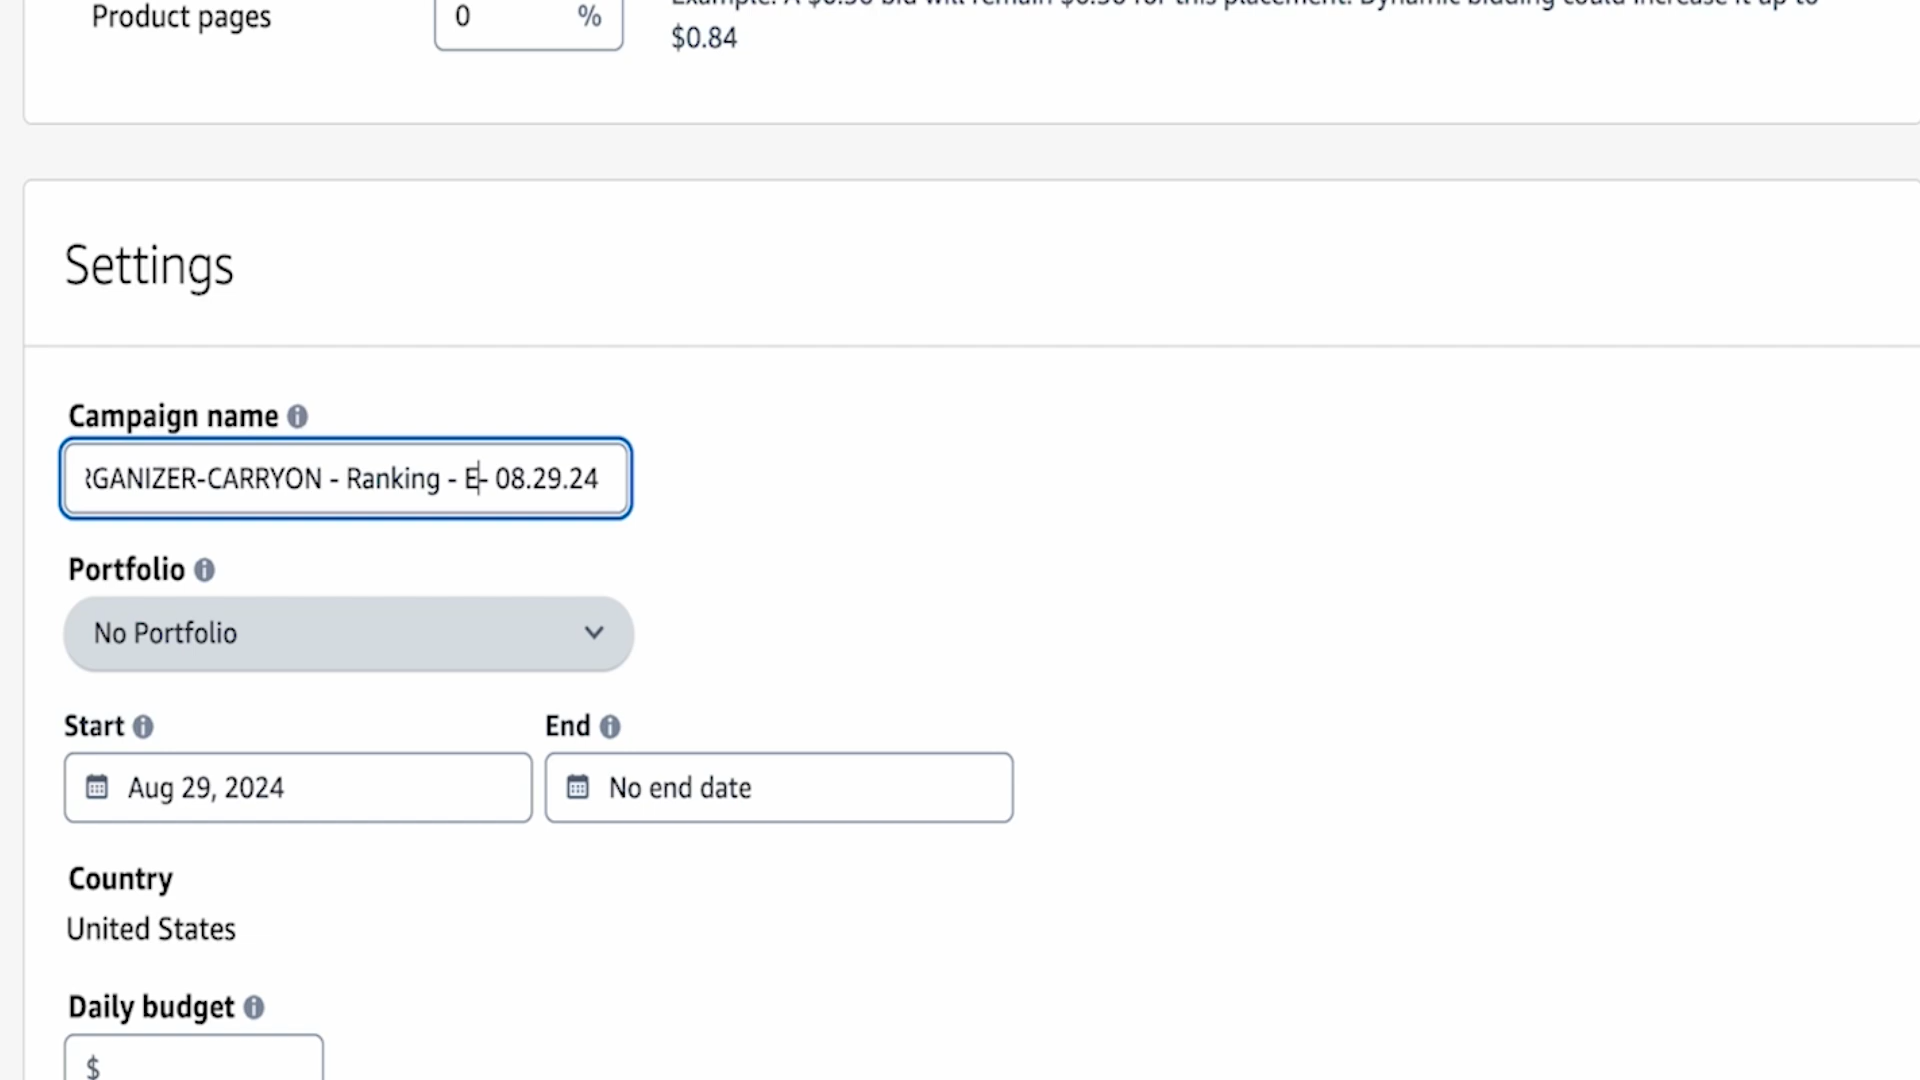 Product pages
0 %
$0.84
Settings
Campaign name
RGANIZER-CARRYON - Ranking - E- 08.29.24
Portfolio
No Portfolio
Start
End
Aug 29, 2024
No end date
Country
United States
Daily budget
$